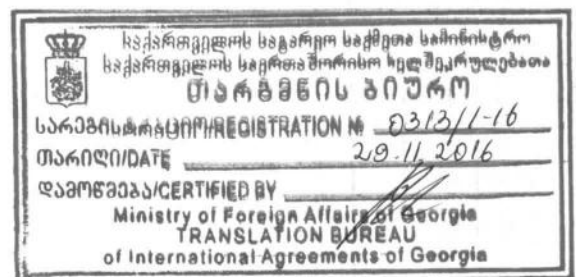 საქართველოს საგარეო საქმეთა სამინისტრო
საქართველოს საერთაშორისო ხელშეკრულებათა
თარგმნის ბიურო
სარეგისტრაციო/REGISTRATION № 0313/1-16
თარიღი/DATE 29.11.2016
დამოწმებმა/CERTIFIED BY
Ministry of Foreign Affairs of Georgia
TRANSLATION BUREAU
of International Agreements of Georgia